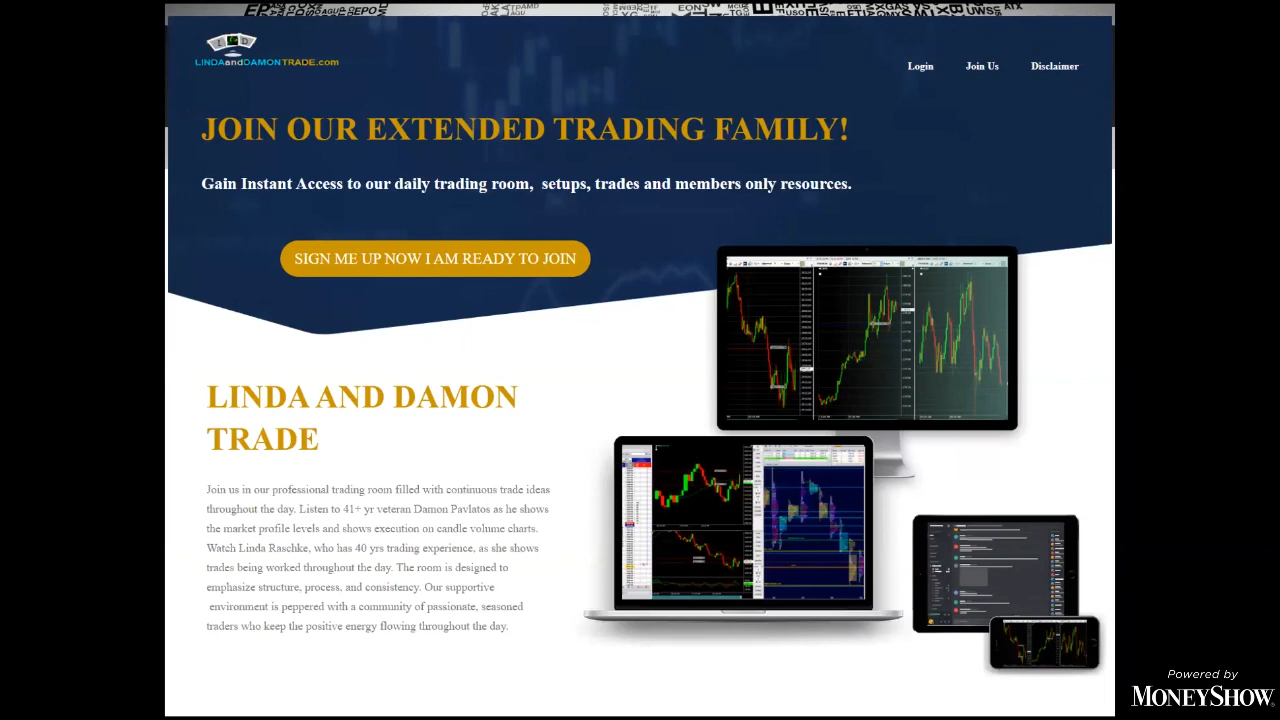 LINDAandDAMONTRADE.com
Login Join Us Disclaimer
JOIN OUR EXTENDED TRADING FAMILY!
Gain Instant Access to our daily trading room, setups, trades and members only resources.
SIGN ME UP NOW I AM READY TO JOIN
LINDA AND DAMON
TRADE
Join us in our professional trading room filled with continuous trade ideas
throughout the day. Listen to 41+ yr veteran Damon Pavlatos as he shows
the market profile levels and shows execution on candle volume charts.
Watch Linda Raschke, who has 40 yrs trading experience, as she shows
trades being worked throughout the day. The room is designed to
emphasize structure, process, and consistency. Our supportive
environment is peppered with a community of passionate, seasoned
traders who keep the positive energy flowing throughout the day.
Powered by
MONEYSHOW